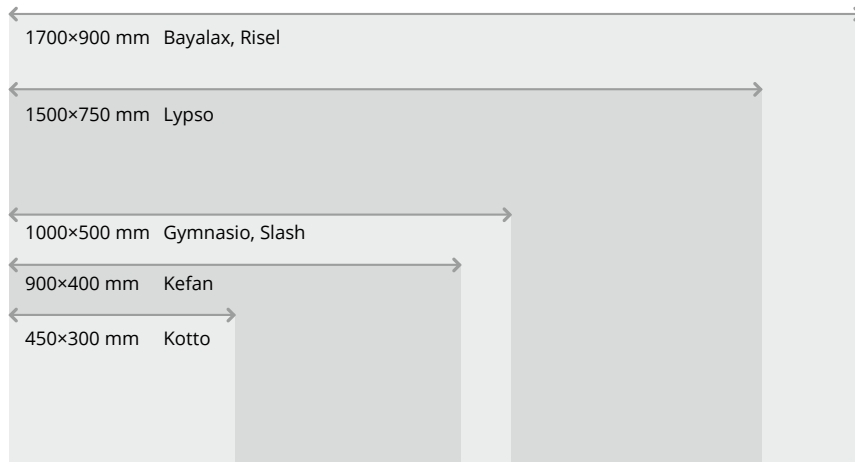 1700×900 mm Bayalax, Risel
1500×750 mm Lypso
1000×500 mm Gymnasio, Slash
900×400 mm Kefan
450×300 mm Kotto